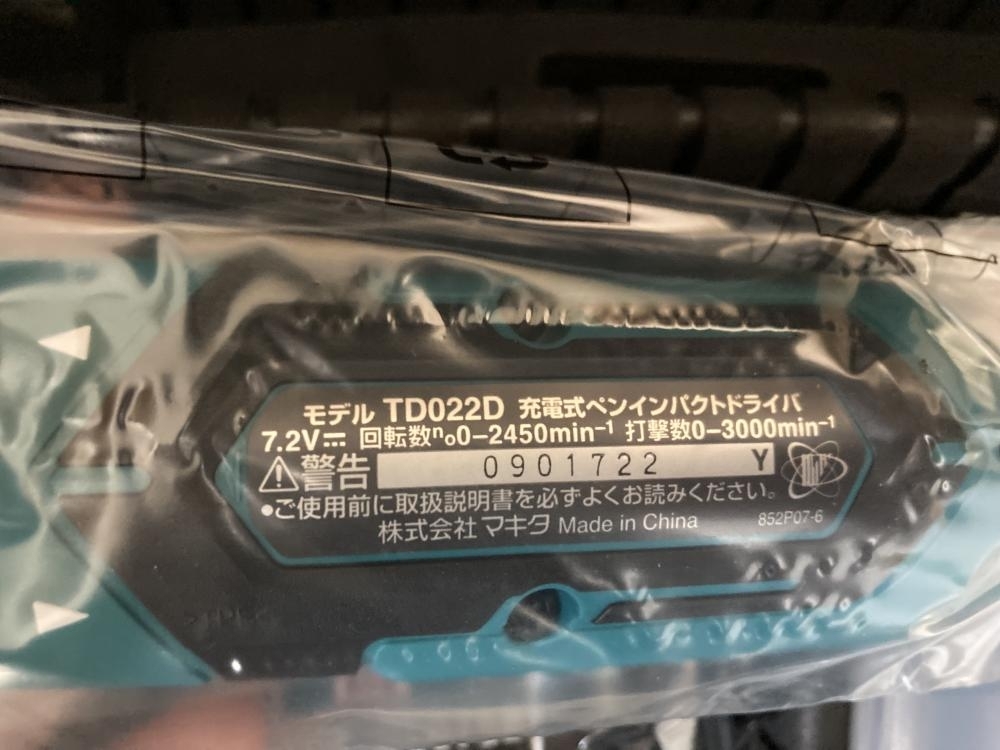 モデル TD022D 充電式ペンインパクトドライバ
7.2V⎓ 回転数n₀0−2450min⁻¹ 打撃数0−3000min⁻¹
⚠警告 0901722 Y
●ご使用前に取扱説明書を必ずよくお読みください。
株式会社 マキタ Made in China 852P07-6